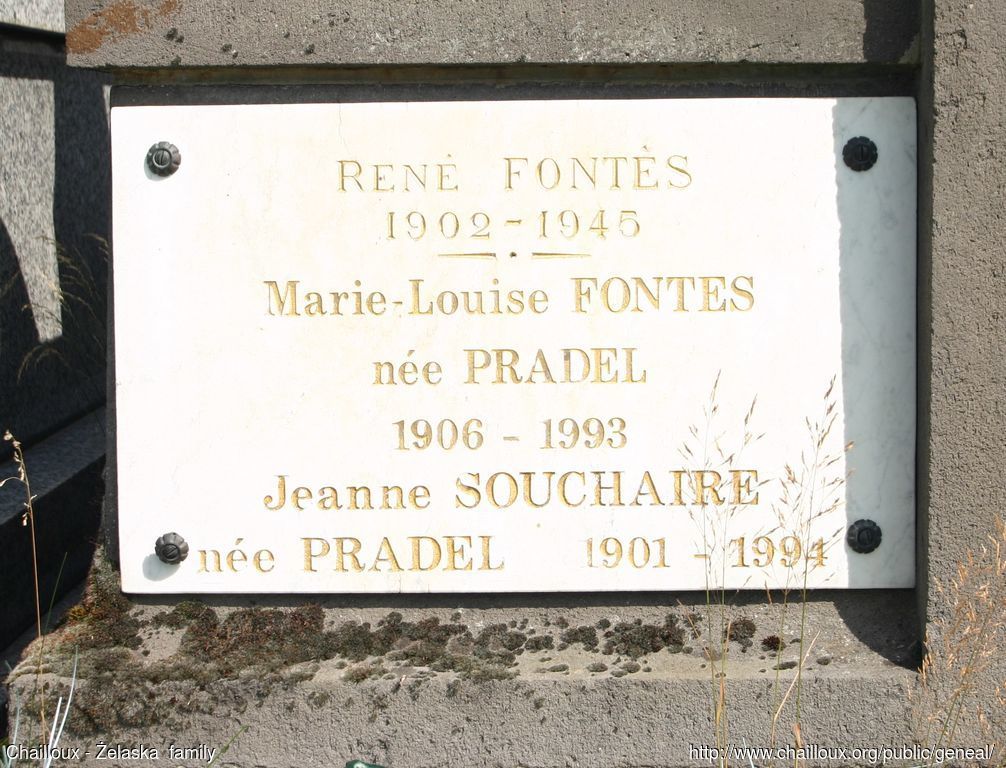 RENÉ FONTÈS
1902 - 1945
Marie-Louise FONTES
née PRADEL
1906 - 1993
Jeanne SOUCHAIRE
née PRADEL 1901 - 1994
Chailloux - Želaska family
http://www.chailloux.org/public/geneal/